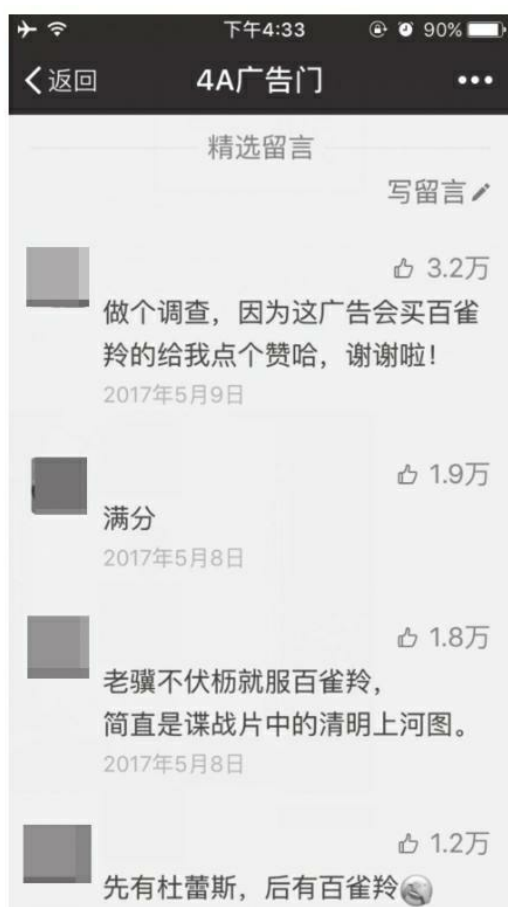 下午4:33 90%
返回 4A广告门
精选留言
写留言
3.2万
做个调查，因为这广告会买百雀
羚的给我点个赞哈，谢谢啦！
2017年5月9日
1.9万
满分
2017年5月8日
1.8万
老骥不伏枥就服百雀羚，
简直是谍战片中的清明上河图。
2017年5月8日
1.2万
先有杜蕾斯，后有百雀羚